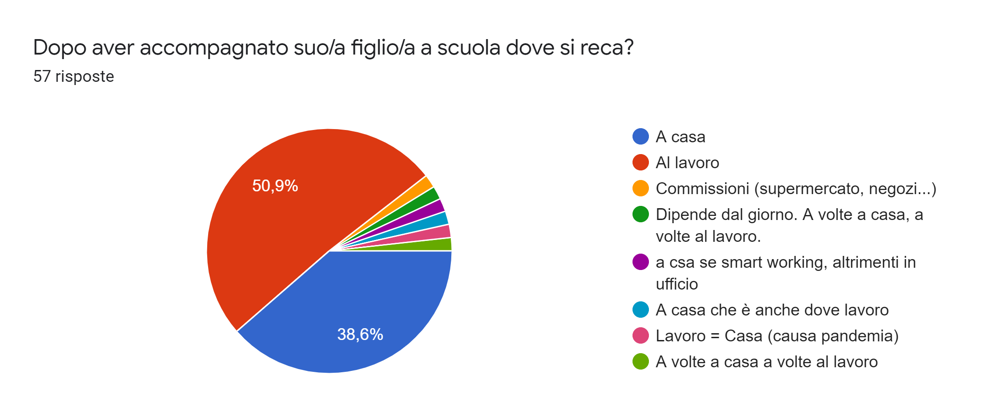 Dopo aver accompagnato suo/a figlio/a a scuola dove si reca?
57 risposte
50,9%
38,6%
A casa
Al lavoro
Commissioni (supermercato, negozi...)
Dipende dal giorno. A volte a casa, a
volte al lavoro.
a csa se smart working, altrimenti in
ufficio
A casa che è anche dove lavoro
Lavoro = Casa (causa pandemia)
A volte a casa a volte al lavoro